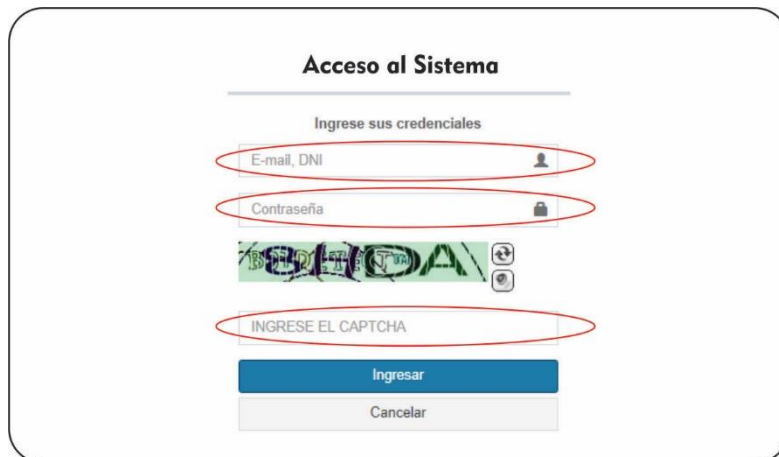 Acceso al Sistema
Ingrese sus credenciales
E-mail, DNI
Contraseña
INGRESE EL CAPTCHA
Ingresar
Cancelar